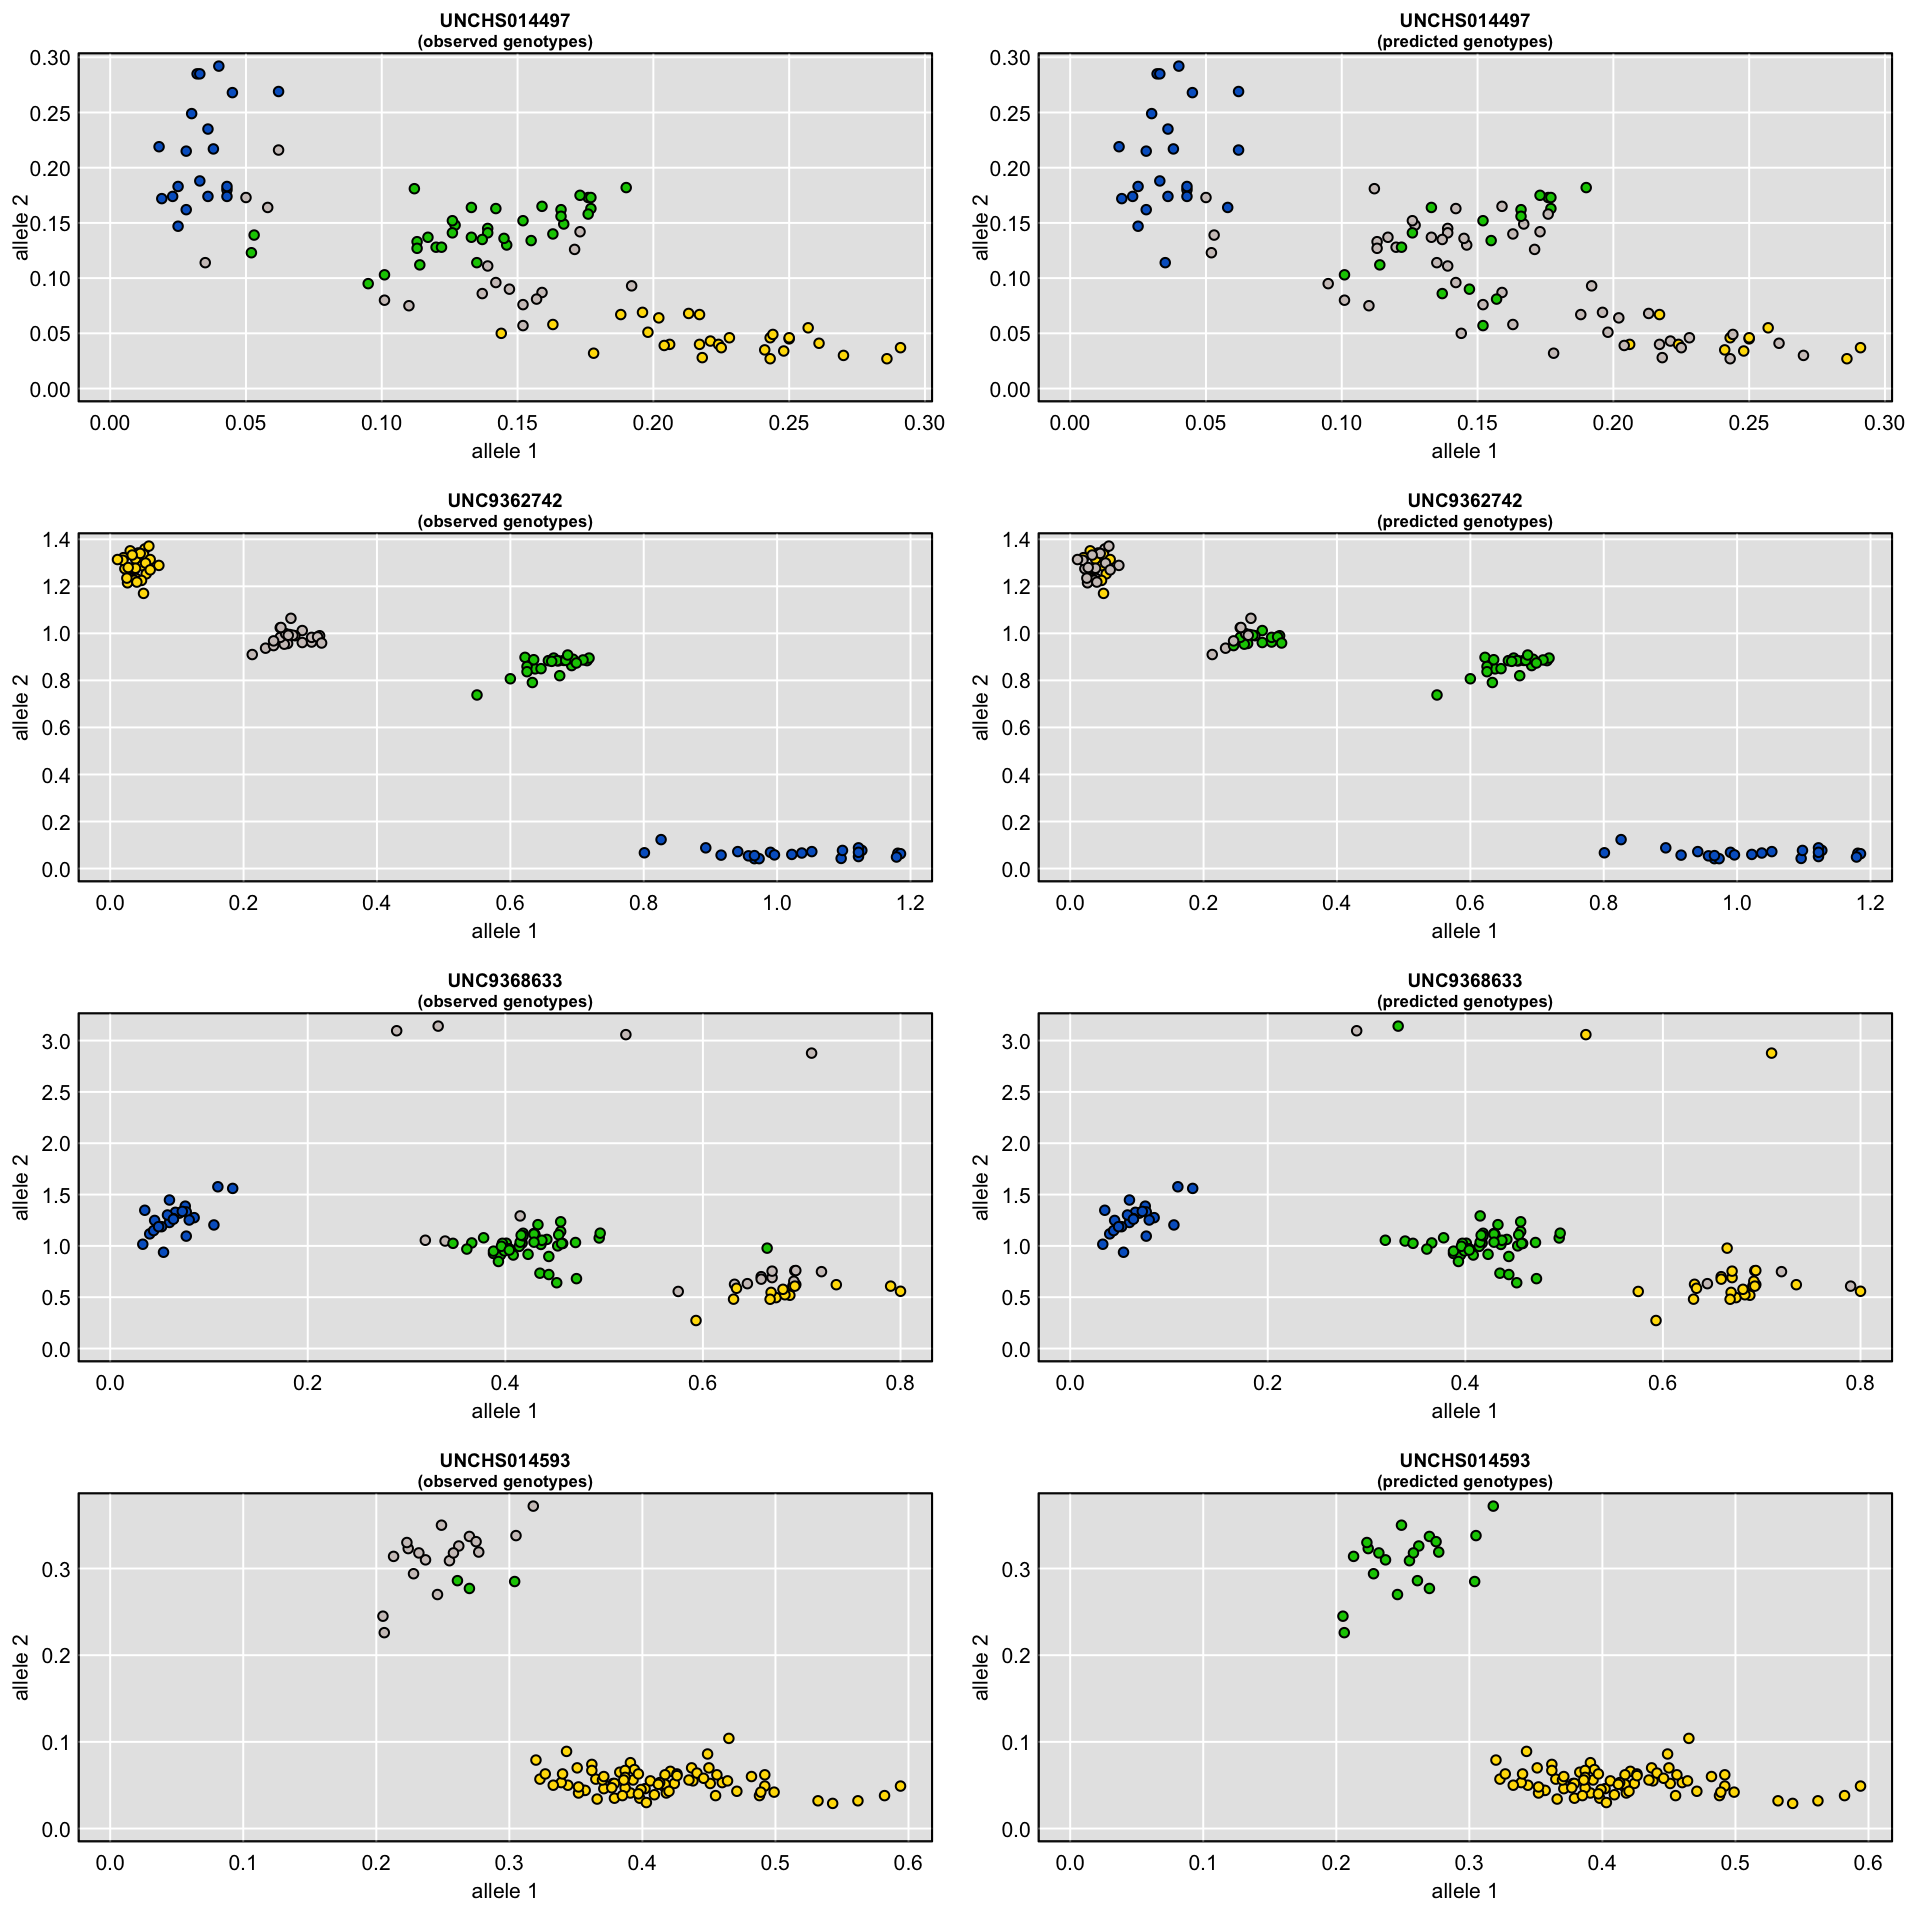 UNCHS014497
(observed genotypes)
0.30
0.25
0.20
0.15
0.10
0.05
0.00
allele 2
0.00 0.05 0.10 0.15 0.20 0.25 0.30
allele 1
UNCHS014497
(predicted genotypes)
0.30
0.25
0.20
0.15
0.10
0.05
0.00
allele 2
0.00 0.05 0.10 0.15 0.20 0.25 0.30
allele 1
UNC9362742
(observed genotypes)
1.4
1.2
1.0
0.8
0.6
0.4
0.2
0.0
allele 2
0.0 0.2 0.4 0.6 0.8 1.0 1.2
allele 1
UNC9362742
(predicted genotypes)
1.4
1.2
1.0
0.8
0.6
0.4
0.2
0.0
allele 2
0.0 0.2 0.4 0.6 0.8 1.0 1.2
allele 1
UNC9368633
(observed genotypes)
3.0
2.5
2.0
1.5
1.0
0.5
0.0
allele 2
0.0 0.2 0.4 0.6 0.8
allele 1
UNC9368633
(predicted genotypes)
3.0
2.5
2.0
1.5
1.0
0.5
0.0
allele 2
0.0 0.2 0.4 0.6 0.8
allele 1
UNCHS014593
(observed genotypes)
0.3
0.2
0.1
0.0
allele 2
0.0 0.1 0.2 0.3 0.4 0.5 0.6
allele 1
UNCHS014593
(predicted genotypes)
0.3
0.2
0.1
0.0
allele 2
0.0 0.1 0.2 0.3 0.4 0.5 0.6
allele 1